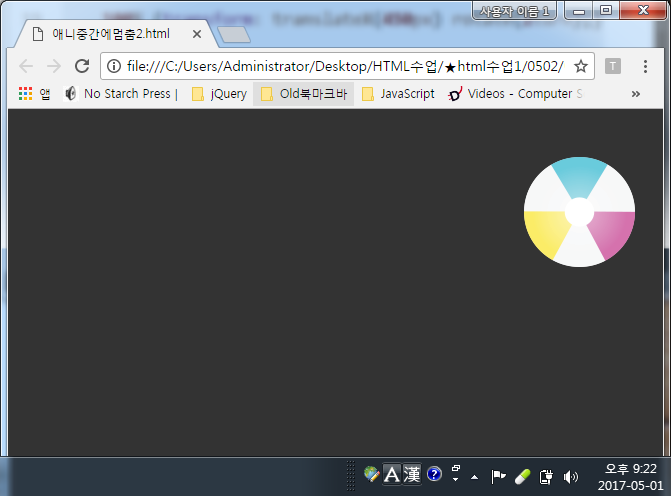 사용자 이름 1
애니중간에멈춤2.html
file:///C:/Users/Administrator/Desktop/HTML수업/★html수업1/0502/
T
앱 No Starch Press | jQuery Old북마크바 JavaScript Videos - Computer S
A 漢 ?
오후 9:22
2017-05-01